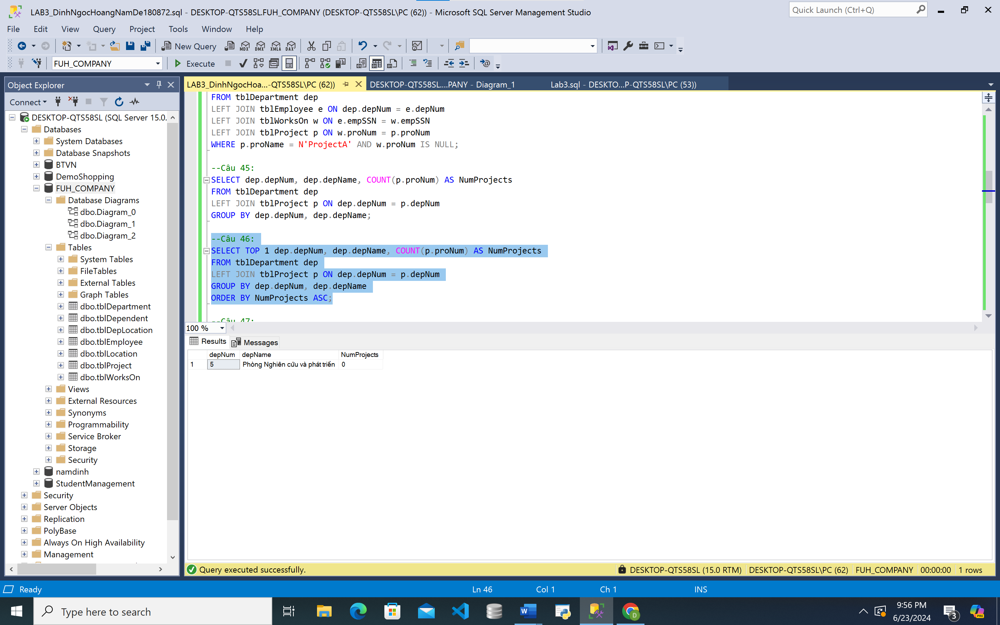 LAB3_DinhNgocHoangNamDe180872.sql - DESKTOP-QTS58SL.FUH_COMPANY (DESKTOP-QTS58SL\PC (62)) - Microsoft SQL Server Management Studio
Quick Launch (Ctrl+Q)
File Edit View Query Project Tools Window Help
New Query MDX DMX XMLA DAX
FUH_COMPANY Execute
Object Explorer
LAB3_DinhNgocHoa...-QTS58SL\PC (62)) DESKTOP-QTS58SL....PANY - Diagram_1 Lab3.sql - DESKTO...P-QTS58SL\PC (53))
Connect
DESKTOP-QTS58SL (SQL Server 15.0.
Databases
System Databases
Database Snapshots
BTVN
DemoShopping
FUH_COMPANY
Database Diagrams
dbo.Diagram_0
dbo.Diagram_1
dbo.Diagram_2
Tables
System Tables
FileTables
External Tables
Graph Tables
dbo.tblDepartment
dbo.tblDependent
dbo.tblDepLocation
dbo.tblEmployee
dbo.tblLocation
dbo.tblProject
dbo.tblWorksOn
Views
External Resources
Synonyms
Programmability
Service Broker
Storage
Security
namdinh
StudentManagement
Security
Server Objects
Replication
PolyBase
Always On High Availability
Management
FROM tblDepartment dep
LEFT JOIN tblEmployee e ON dep.depNum = e.depNum
LEFT JOIN tblWorksOn w ON e.empSSN = w.empSSN
LEFT JOIN tblProject p ON w.proNum = p.proNum
WHERE p.proName = N'ProjectA' AND w.proNum IS NULL;
--Câu 45:
SELECT dep.depNum, dep.depName, COUNT(p.proNum) AS NumProjects
FROM tblDepartment dep
LEFT JOIN tblProject p ON dep.depNum = p.depNum
GROUP BY dep.depNum, dep.depName;
--Câu 46:
SELECT TOP 1 dep.depNum, dep.depName, COUNT(p.proNum) AS NumProjects
FROM tblDepartment dep
LEFT JOIN tblProject p ON dep.depNum = p.depNum
GROUP BY dep.depNum, dep.depName
ORDER BY NumProjects ASC;
--Câu 47:
100 %
Results Messages
depNum depName NumProjects
1 5 Phòng Nghiên cứu và phát triển 0
Query executed successfully. DESKTOP-QTS58SL (15.0 RTM) DESKTOP-QTS58SL\PC (62) FUH_COMPANY 00:00:00 1 rows
Ready Ln 46 Col 1 Ch 1 INS
Type here to search
9:56 PM
6/23/2024
3
PRE